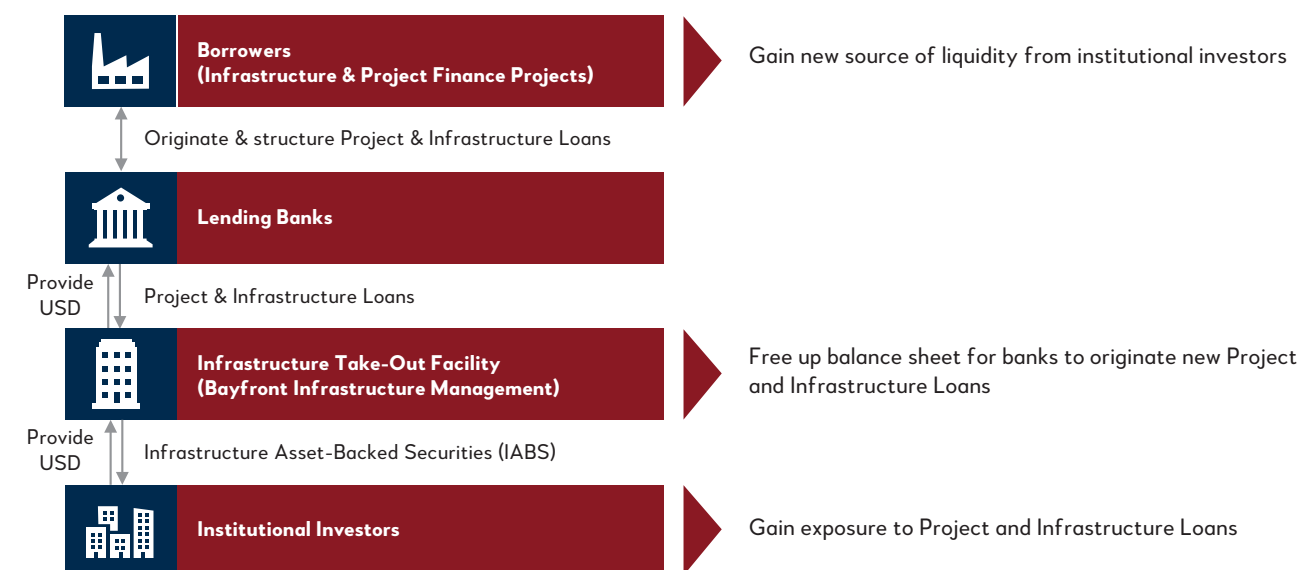 Borrowers
(Infrastructure & Project Finance Projects)
Gain new source of liquidity from institutional investors
Originate & structure Project & Infrastructure Loans
Lending Banks
Provide
USD
Project & Infrastructure Loans
Infrastructure Take-Out Facility
(Bayfront Infrastructure Management)
Free up balance sheet for banks to originate new Project
and Infrastructure Loans
Provide
USD
Infrastructure Asset-Backed Securities (IABS)
Institutional Investors
Gain exposure to Project and Infrastructure Loans